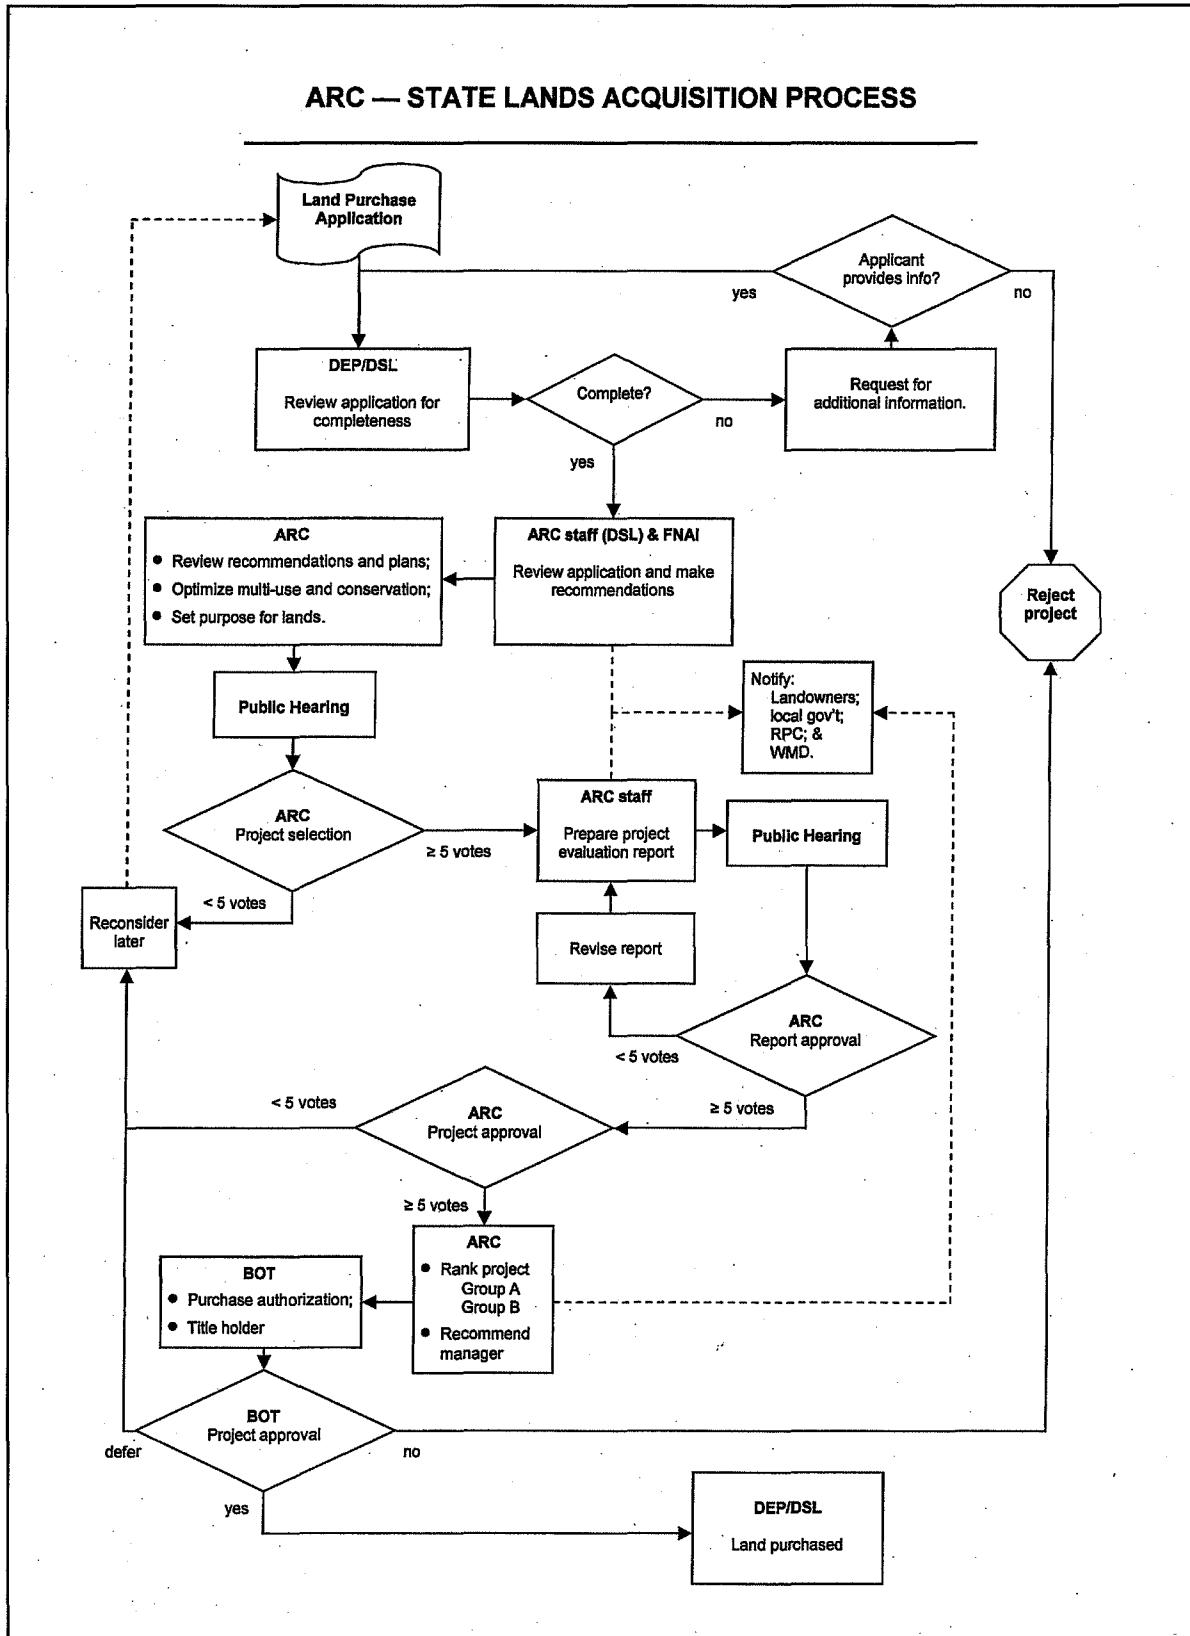 ARC — STATE LANDS ACQUISITION PROCESS
Land Purchase
Application
Applicant
provides info?
yes
no
DEP/DSL
Review application for
completeness
Complete?
no
Request for
additional information.
yes
ARC
● Review recommendations and plans;
● Optimize multi-use and conservation;
● Set purpose for lands.
ARC staff (DSL) & FNAI
Review application and make
recommendations
Reject
project
Public Hearing
Notify:
Landowners;
local gov't;
RPC; &
WMD.
ARC
Project selection
≥ 5 votes
< 5 votes
ARC staff
Prepare project
evaluation report
Public Hearing
Reconsider
later
Revise report
ARC
Report approval
< 5 votes
≥ 5 votes
< 5 votes
ARC
Project approval
≥ 5 votes
ARC
● Rank project
Group A
Group B
● Recommend
manager
BOT
● Purchase authorization;
● Title holder
BOT
Project approval
defer
no
yes
DEP/DSL
Land purchased